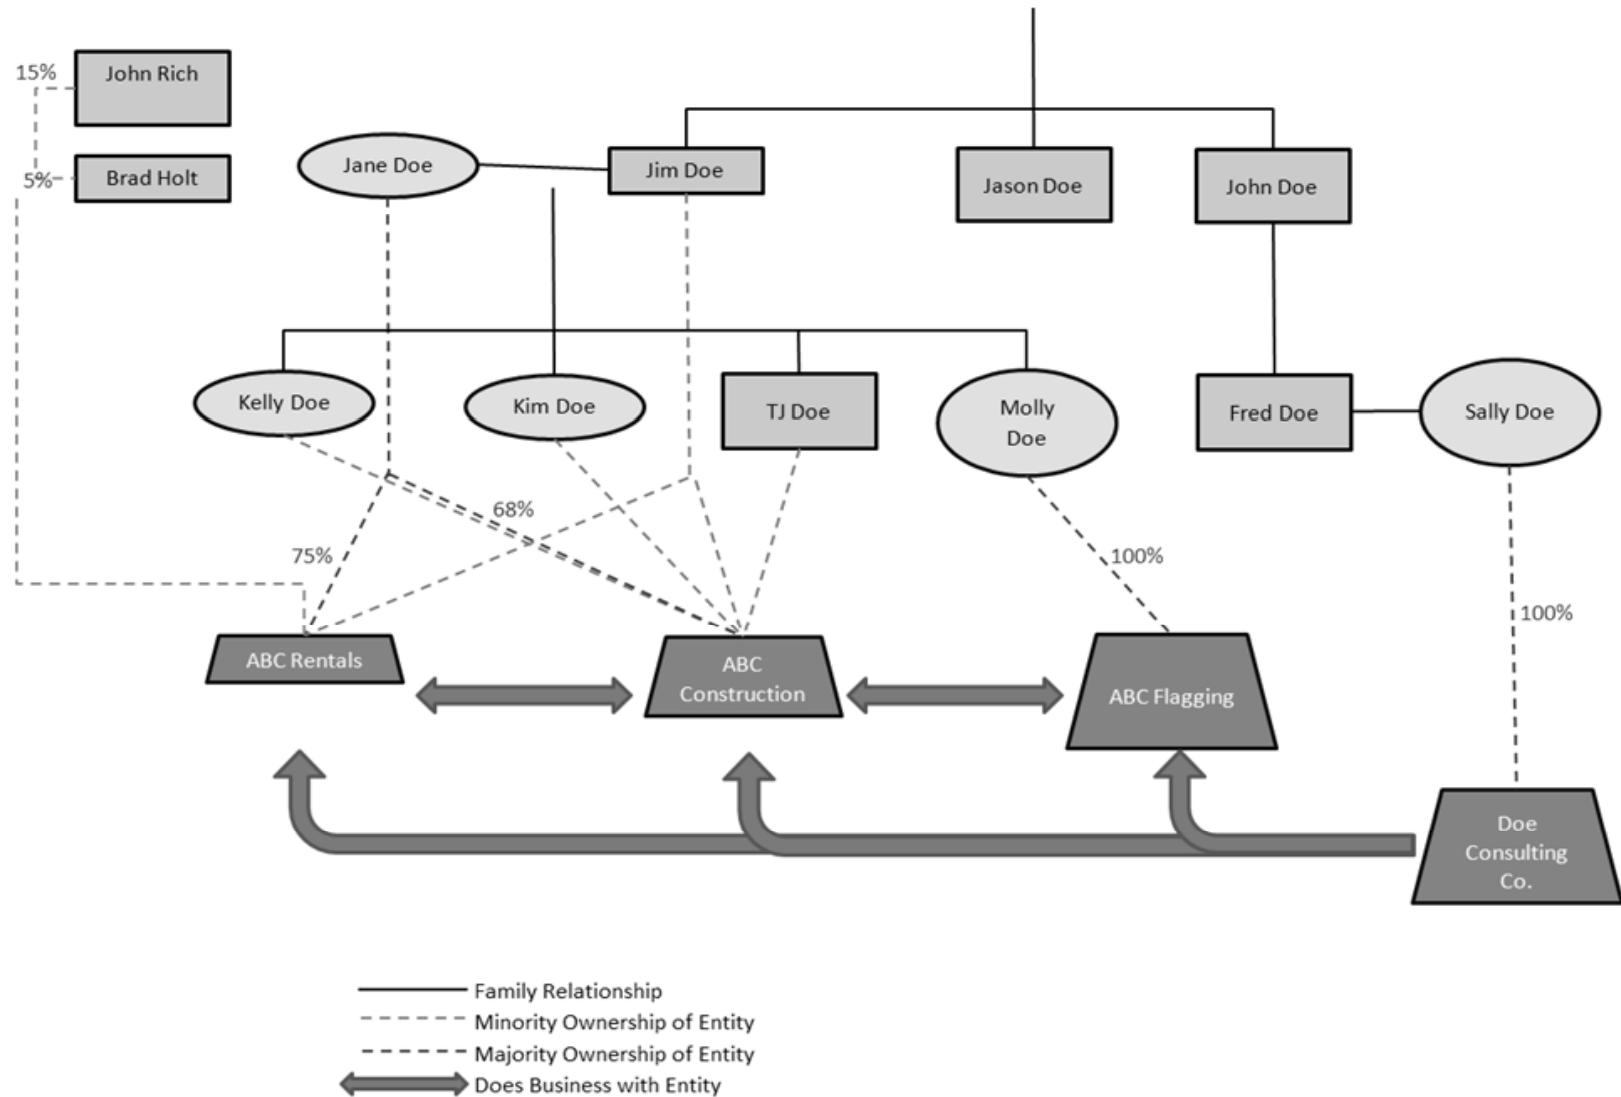 15%
John Rich
5%
Brad Holt
Jane Doe
Jim Doe
Jason Doe
John Doe
Kelly Doe
Kim Doe
TJ Doe
Molly
Doe
Fred Doe
Sally Doe
68%
75%
100%
100%
ABC Rentals
ABC
Construction
ABC Flagging
Doe
Consulting
Co.
Family Relationship
Minority Ownership of Entity
Majority Ownership of Entity
Does Business with Entity